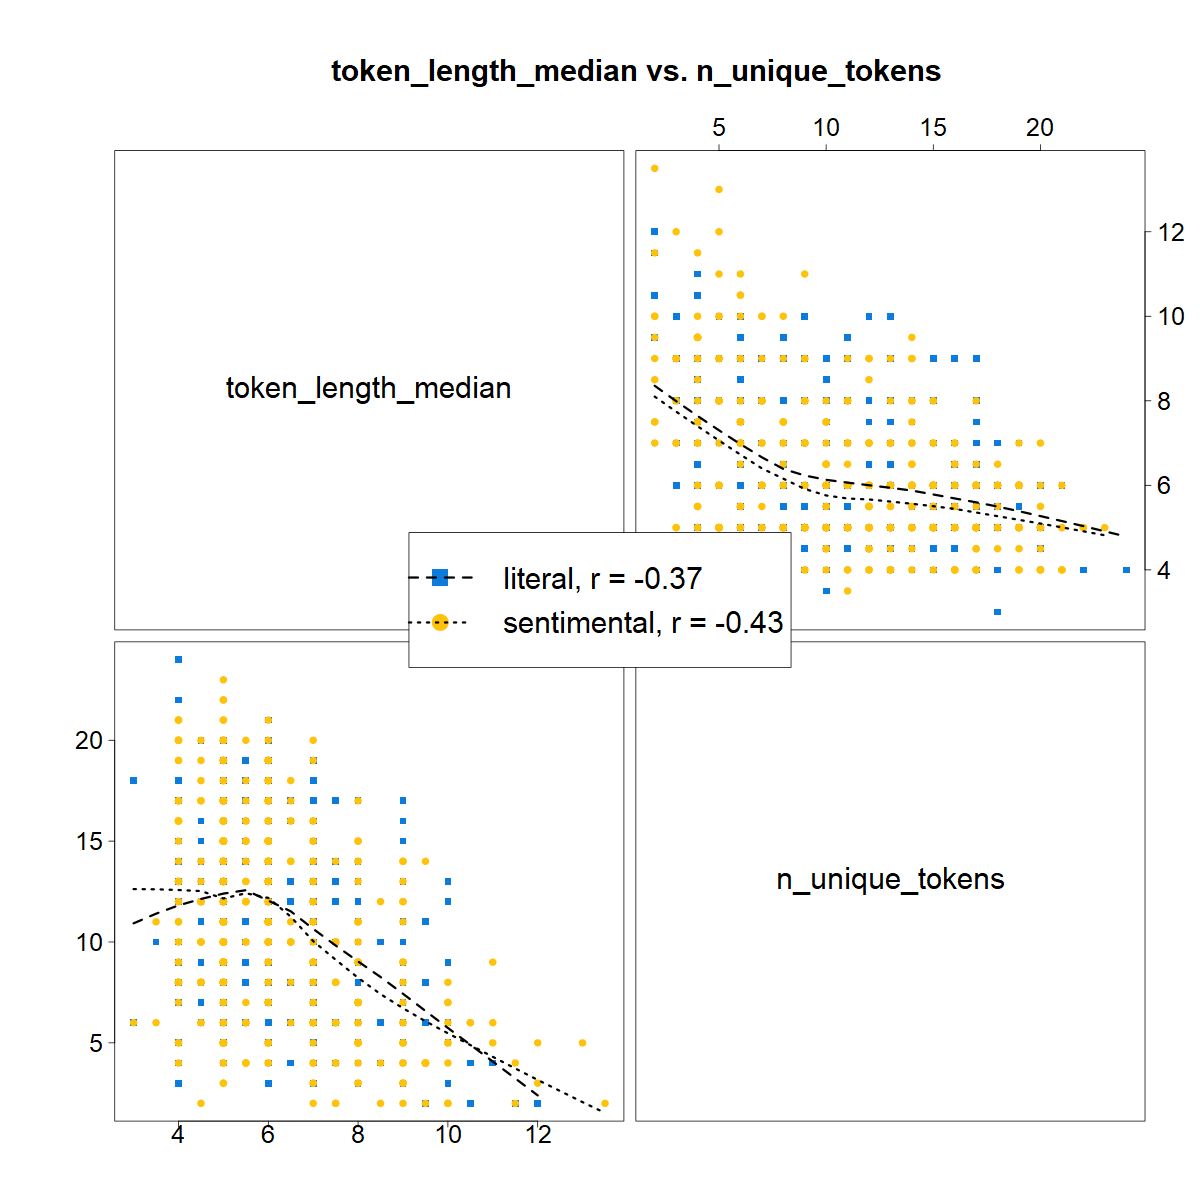 token_length_median vs. n_unique_tokens
5 10 15 20
token_length_median
12
10
8
6
4
literal, r = -0.37
sentimental, r = -0.43
20
15
10
5
n_unique_tokens
4 6 8 10 12